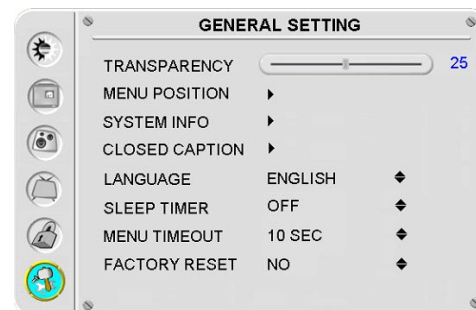 GENERAL SETTING
TRANSPARENCY 25
MENU POSITION
SYSTEM INFO
CLOSED CAPTION
LANGUAGE ENGLISH
SLEEP TIMER OFF
MENU TIMEOUT 10 SEC
FACTORY RESET NO